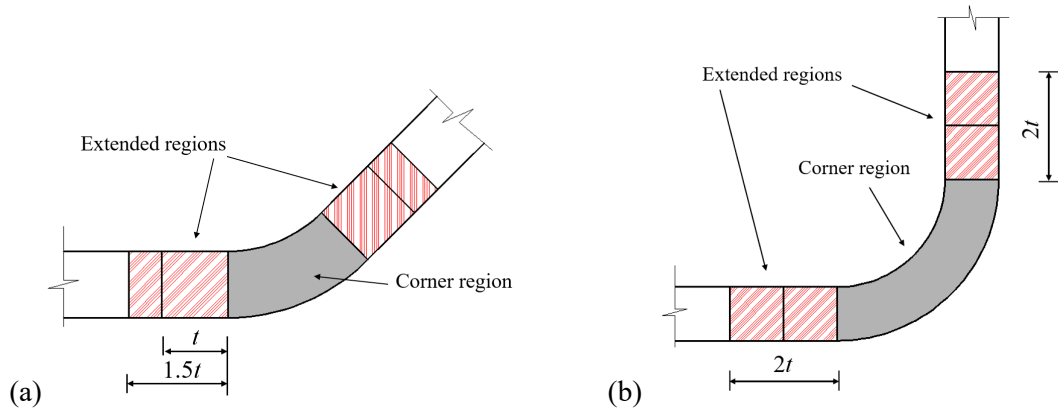 Extended regions
Corner region
t
1.5t
(a)
Extended regions
2t
Corner region
2t
(b)